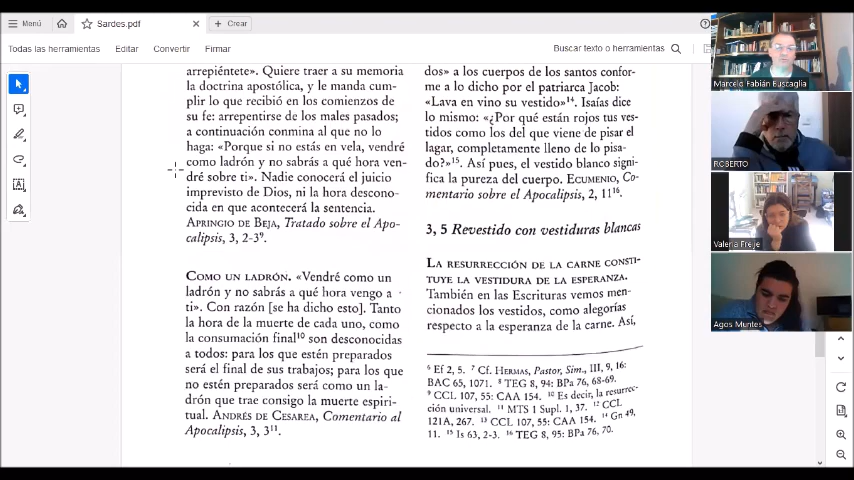 Menú
Sardes.pdf
Crear
Todas las herramientas
Editar
Convertir
Firmar
Buscar texto o herramientas
arrepiéntete». Quiere traer a su memoria
la doctrina apostólica, y le manda cum-
plir lo que recibió en los comienzos de
su fe: arrepentirse de los males pasados;
a continuación conmina al que no lo
haga: «Porque si no estás en vela, vendré
como ladrón y no sabrás a qué hora ven-
dré sobre ti». Nadie conocerá el juicio
imprevisto de Dios, ni la hora descono-
cida en que acontecerá la sentencia.
APRINGIO DE BEJA, Tratado sobre el Apo-
calipsis, 3, 2-3⁹.
COMO UN LADRÓN. «Vendré como un
ladrón y no sabrás a qué hora vengo a
ti». Con razón [se ha dicho esto]. Tanto
la hora de la muerte de cada uno, como
la consumación final¹⁰ son desconocidas
a todos: para los que estén preparados
será el final de sus trabajos; para los que
no estén preparados será como un la-
drón que trae consigo la muerte espiri-
tual. ANDRÉS DE CESAREA, Comentario al
Apocalipsis, 3, 3¹¹.
dos» a los cuerpos de los santos confor-
me a lo dicho por el patriarca Jacob:
«Lava en vino su vestido»¹⁴. Isaías dice
lo mismo: «¿Por qué están rojos tus ves-
tidos como los del que viene de pisar el
lagar, completamente lleno de lo pisa-
do?»¹⁵. Así pues, el vestido blanco signi-
fica la pureza del cuerpo. ECUMENIO, Co-
mentario sobre el Apocalipsis, 2, 11¹⁶.
3, 5 Revestido con vestiduras blancas
LA RESURRECCIÓN DE LA CARNE CONSTI-
TUYE LA VESTIDURA DE LA ESPERANZA.
También en las Escrituras vemos men-
cionados los vestidos, como alegorías
respecto a la esperanza de la carne. Así,
⁶ Ef 2, 5. ⁷ Cf. HERMAS, Pastor, Sim., III, 9, 16:
BAC 65, 1071. ⁸ TEG 8, 94: BPa 76, 68-69.
⁹ CCL 107, 55: CAA 154. ¹⁰ Es decir, la resurrec-
ción universal. ¹¹ MTS 1 Supl. 1, 37. ¹² CCL
121A, 267. ¹³ CCL 107, 55: CAA 154. ¹⁴ Gn 49,
11. ¹⁵ Is 63, 2-3. ¹⁶ TEG 8, 95: BPa 76, 70.
Marcelo Fabián Bustaglia
ROBERTO
Valeria Freije
Agos Muntes